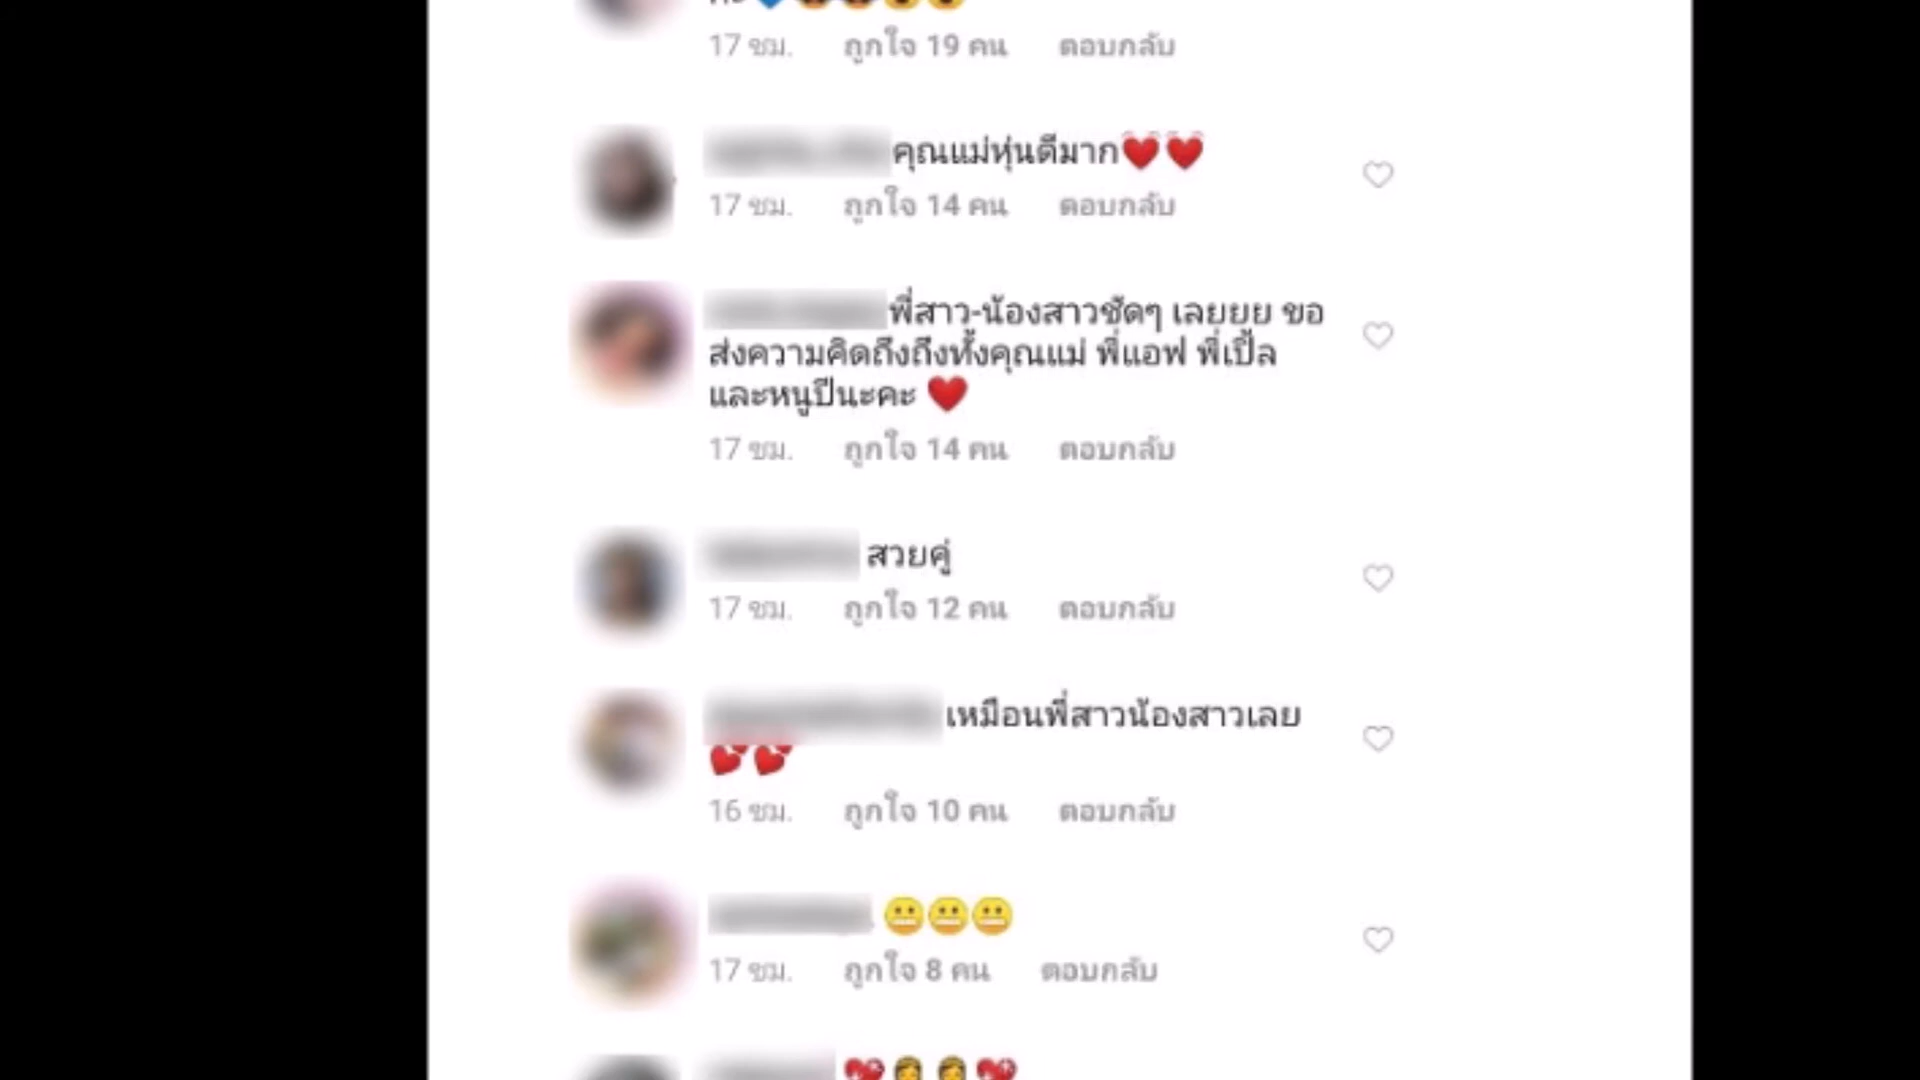 17 ชม. ถูกใจ 19 คน ตอบกลับ
คุณแม่หุ่นดีมาก❤️❤️
17 ชม. ถูกใจ 14 คน ตอบกลับ
พี่สาว-น้องสาวชัดๆ เลยยยย ขอ
ส่งความคิดถึงถึงทั้งคุณแม่ พี่แอฟ พี่เปิ้ล
และหนูปีนะคะ ❤️
17 ชม. ถูกใจ 14 คน ตอบกลับ
สวยคู่
17 ชม. ถูกใจ 12 คน ตอบกลับ
เหมือนพี่สาวน้องสาวเลย
💕💕
16 ชม. ถูกใจ 10 คน ตอบกลับ
😬😬😬
17 ชม. ถูกใจ 8 คน ตอบกลับ